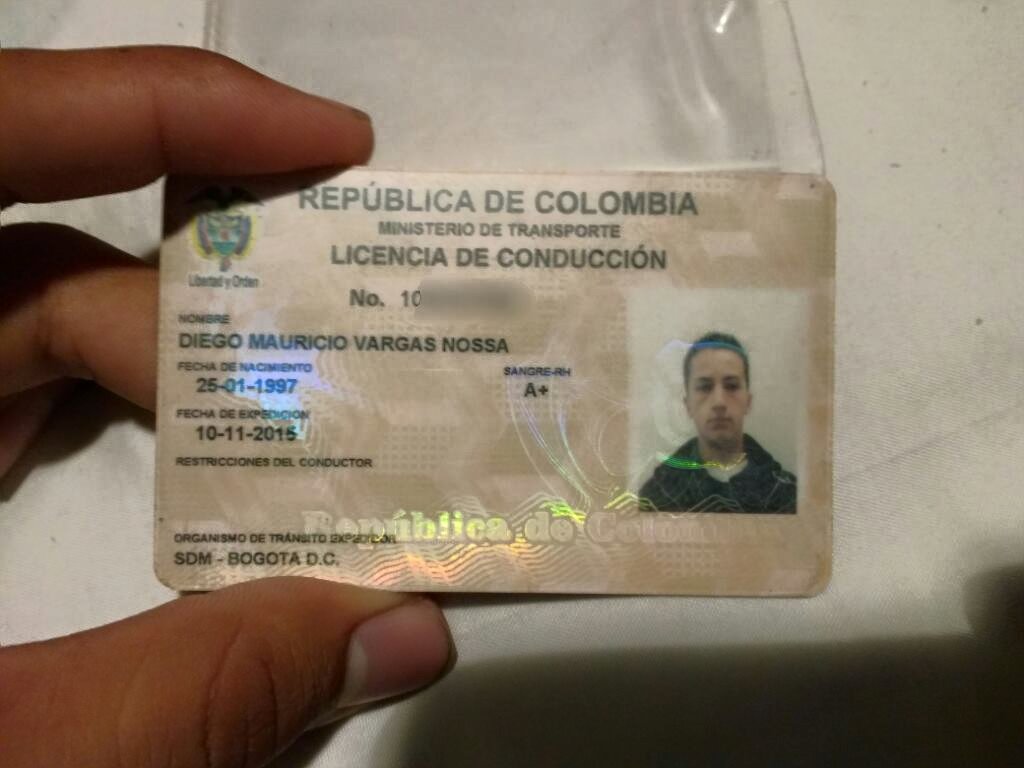 REPÚBLICA DE COLOMBIA
MINISTERIO DE TRANSPORTE
LICENCIA DE CONDUCCIÓN
Libertad y Orden
No. 10
NOMBRE
DIEGO MAURICIO VARGAS NOSSA
FECHA DE NACIMIENTO
25-01-1997
SANGRE-RH
A+
FECHA DE EXPEDICION
10-11-2015
RESTRICCIONES DEL CONDUCTOR
República de Colom
ORGANISMO DE TRÁNSITO EXPEDICION
SDM - BOGOTA D.C.